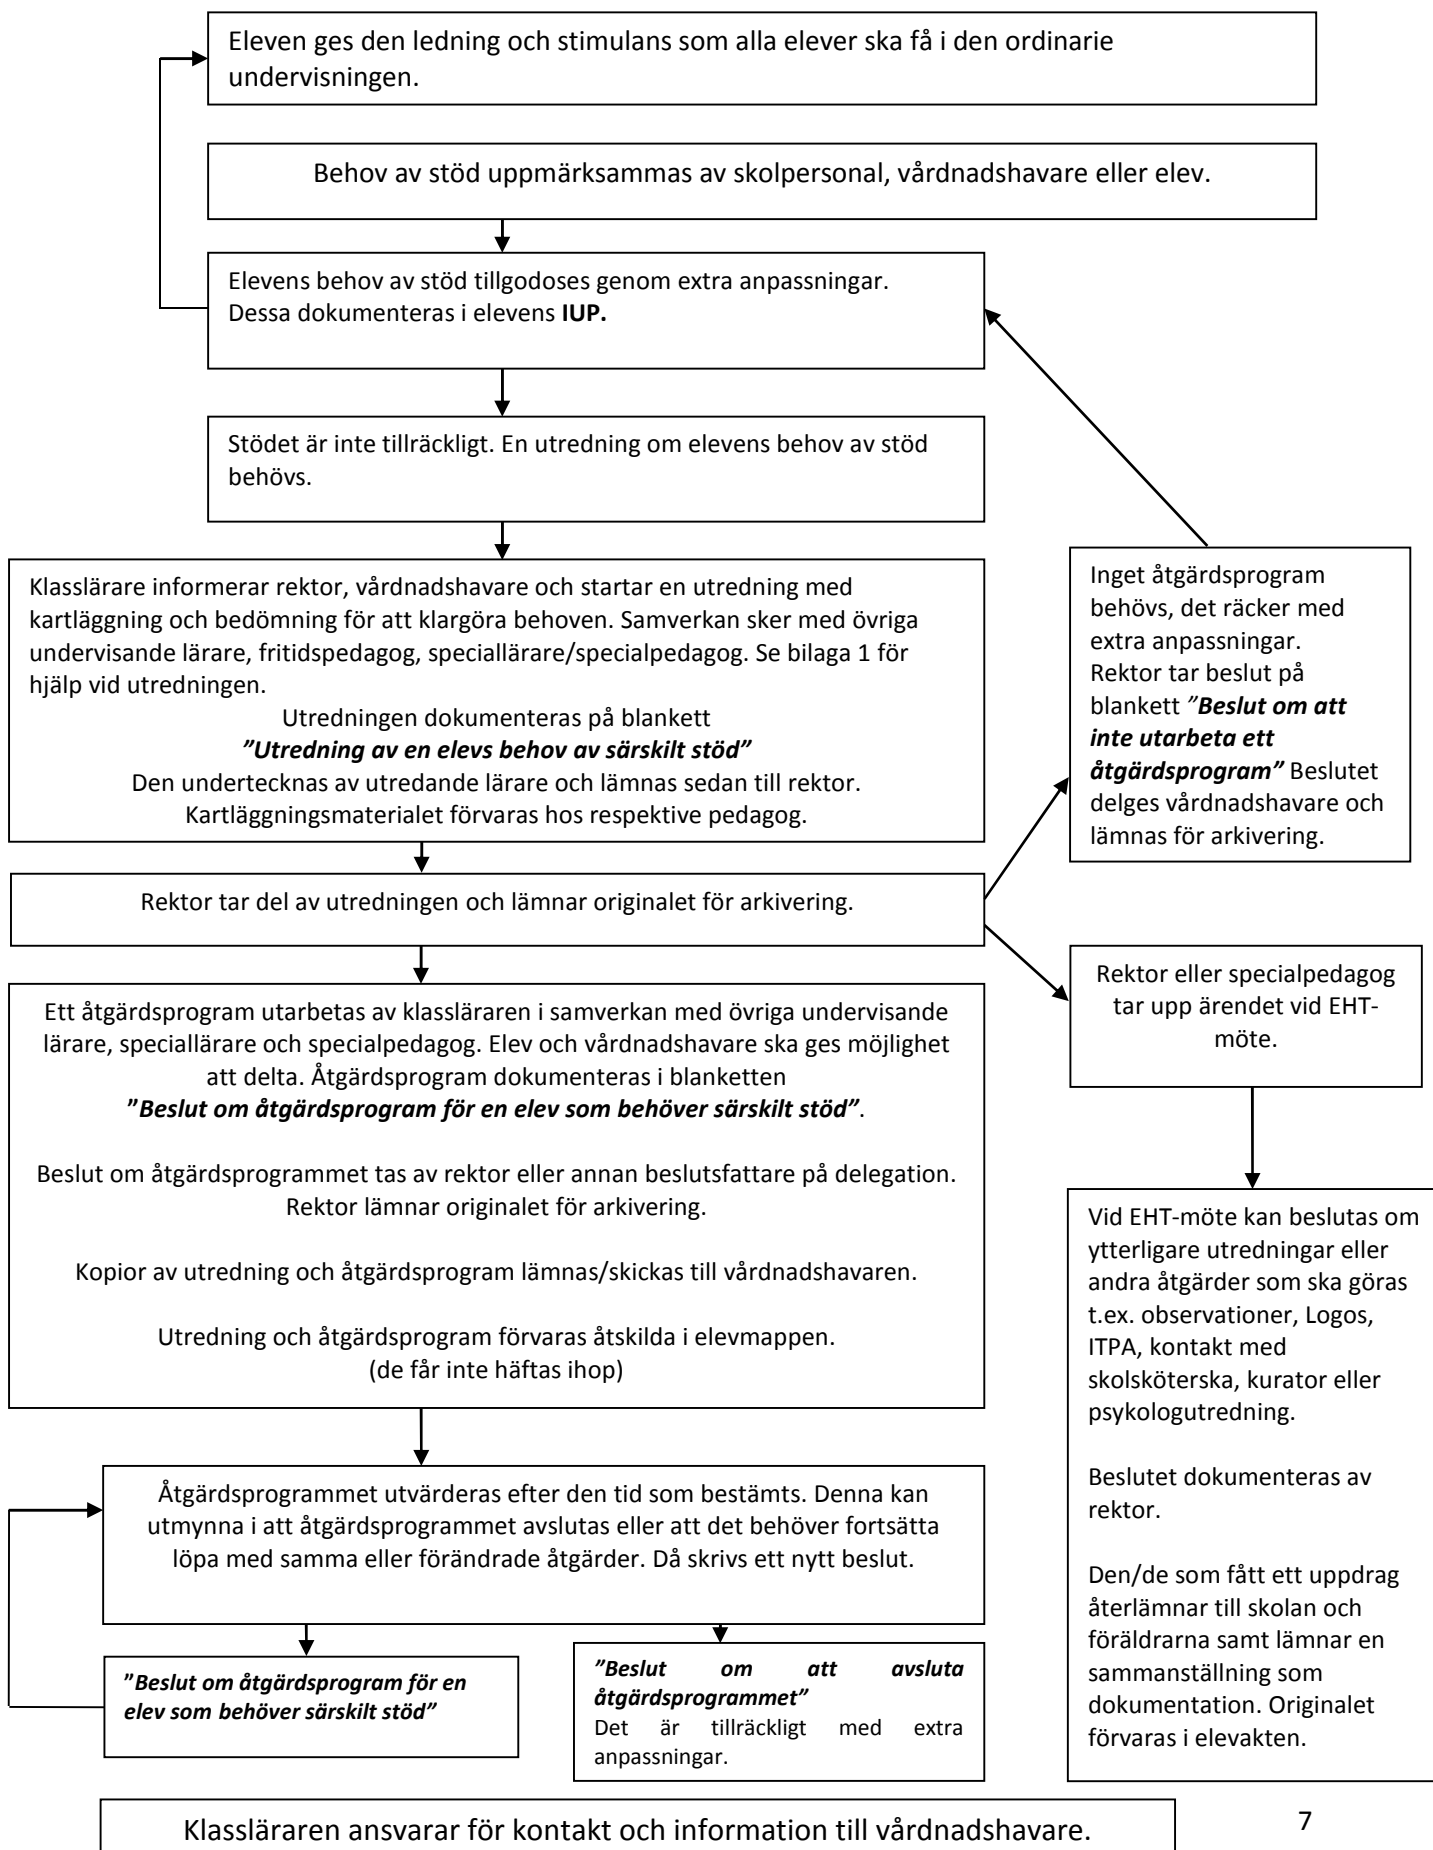 Eleven ges den ledning och stimulans som alla elever ska få i den ordinarie
undervisningen.
Behov av stöd uppmärksammas av skolpersonal, vårdnadshavare eller elev.
Elevens behov av stöd tillgodoses genom extra anpassningar.
Dessa dokumenteras i elevens IUP.
Stödet är inte tillräckligt. En utredning om elevens behov av stöd
behövs.
Klasslärare informerar rektor, vårdnadshavare och startar en utredning med
kartläggning och bedömning för att klargöra behoven. Samverkan sker med övriga
undervisande lärare, fritidspedagog, speciallärare/specialpedagog. Se bilaga 1 för
hjälp vid utredningen.
Utredningen dokumenteras på blankett
”Utredning av en elevs behov av särskilt stöd”
Den undertecknas av utredande lärare och lämnas sedan till rektor.
Kartläggningsmaterialet förvaras hos respektive pedagog.
Inget åtgärdsprogram
behövs, det räcker med
extra anpassningar.
Rektor tar beslut på
blankett ”Beslut om att
inte utarbeta ett
åtgärdsprogram” Beslutet
delges vårdnadshavare och
lämnas för arkivering.
Rektor tar del av utredningen och lämnar originalet för arkivering.
Rektor eller specialpedagog
tar upp ärendet vid EHT-
möte.
Ett åtgärdsprogram utarbetas av klassläraren i samverkan med övriga undervisande
lärare, speciallärare och specialpedagog. Elev och vårdnadshavare ska ges möjlighet
att delta. Åtgärdsprogram dokumenteras i blanketten
”Beslut om åtgärdsprogram för en elev som behöver särskilt stöd”.
Beslut om åtgärdsprogrammet tas av rektor eller annan beslutsfattare på delegation.
Rektor lämnar originalet för arkivering.
Kopior av utredning och åtgärdsprogram lämnas/skickas till vårdnadshavaren.
Utredning och åtgärdsprogram förvaras åtskilda i elevmappen.
(de får inte häftas ihop)
Vid EHT-möte kan beslutas om
ytterligare utredningar eller
andra åtgärder som ska göras
t.ex. observationer, Logos,
ITPA, kontakt med
skolsköterska, kurator eller
psykologutredning.
Beslutet dokumenteras av
rektor.
Den/de som fått ett uppdrag
återlämnar till skolan och
föräldrarna samt lämnar en
sammanställning som
dokumentation. Originalet
förvaras i elevakten.
Åtgärdsprogrammet utvärderas efter den tid som bestämts. Denna kan
utmynna i att åtgärdsprogrammet avslutas eller att det behöver fortsätta
löpa med samma eller förändrade åtgärder. Då skrivs ett nytt beslut.
”Beslut om åtgärdsprogram för en
elev som behöver särskilt stöd”
”Beslut om att avsluta
åtgärdsprogrammet”
Det är tillräckligt med extra
anpassningar.
Klassläraren ansvarar för kontakt och information till vårdnadshavare.
7